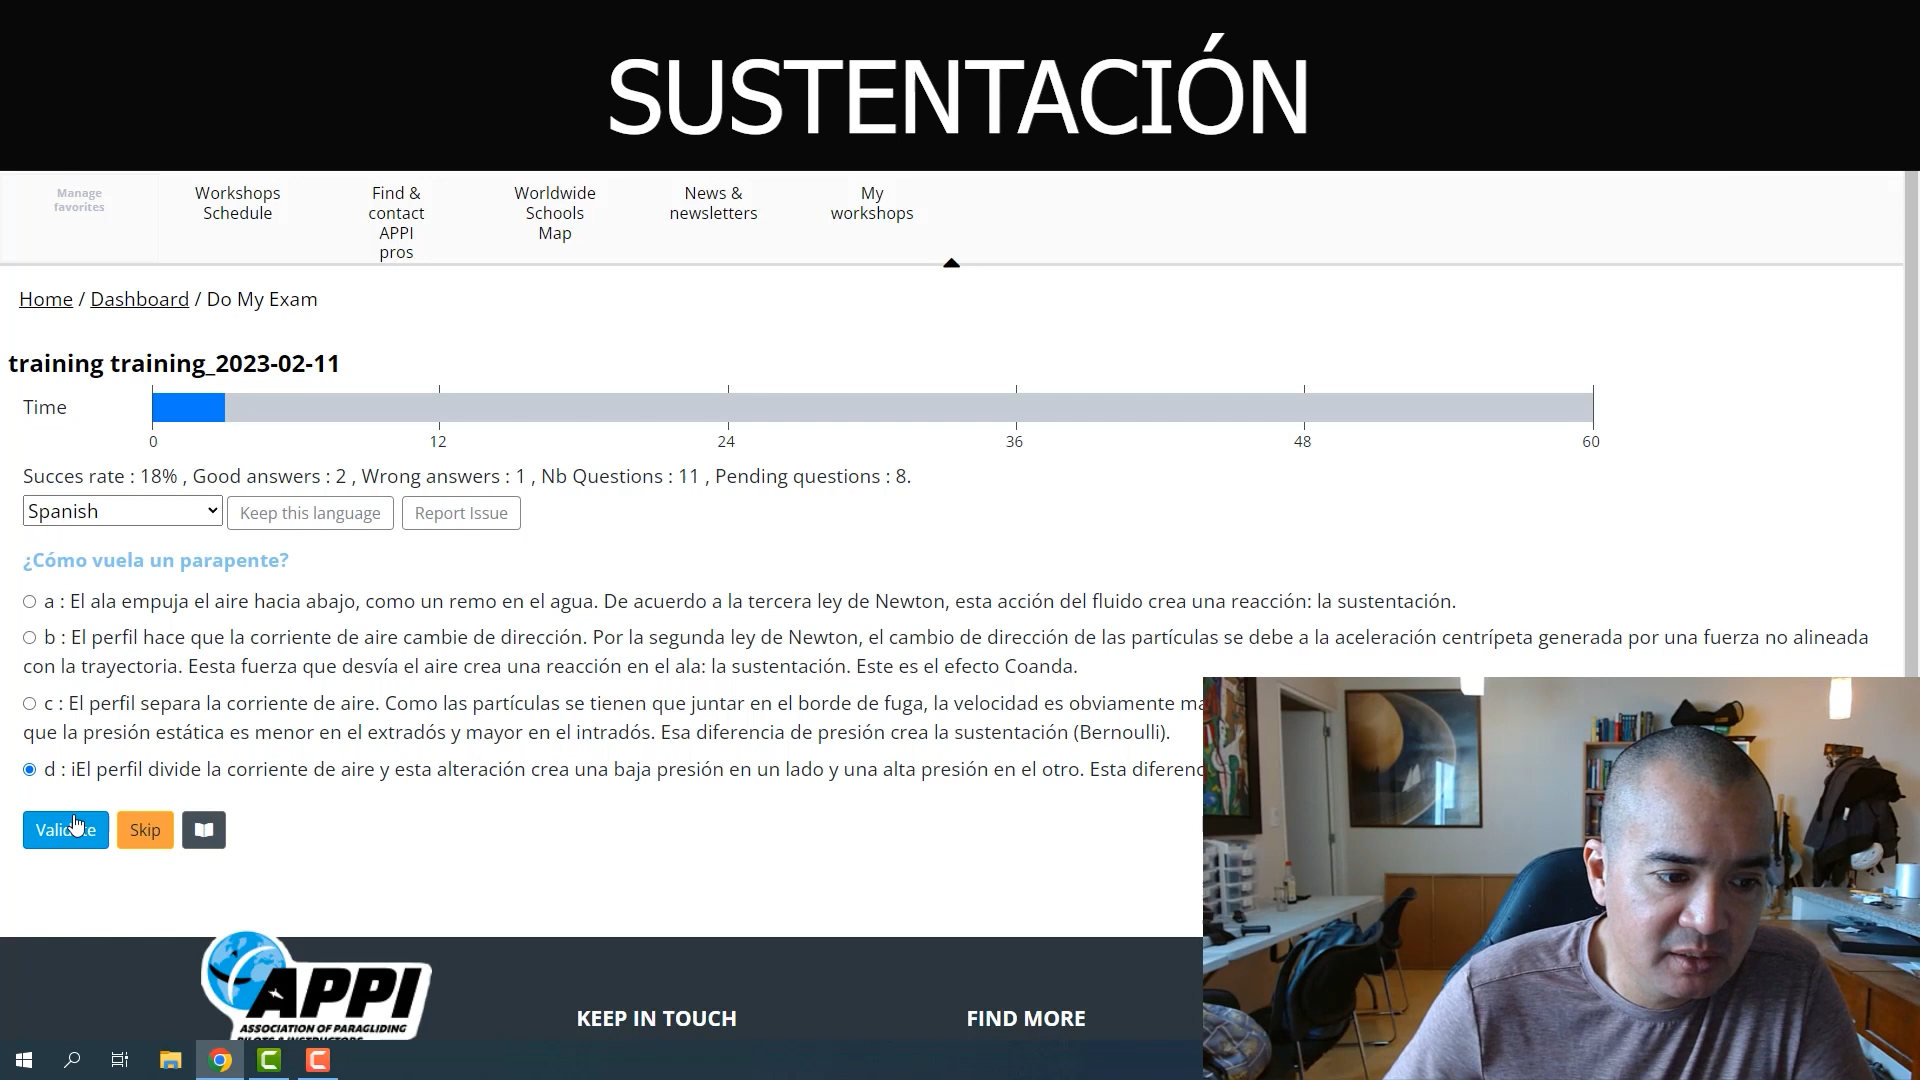 SUSTENTACIÓN
Manage
favorites
Workshops
Schedule
Find &
contact
APPI
pros
Worldwide
Schools
Map
News &
newsletters
My
workshops
Home / Dashboard / Do My Exam
training training_2023-02-11
Time
0 12 24 36 48 60
Succes rate : 18% , Good answers : 2 , Wrong answers : 1 , Nb Questions : 11 , Pending questions : 8.
Spanish Keep this language Report Issue
¿Cómo vuela un parapente?
a : El ala empuja el aire hacia abajo, como un remo en el agua. De acuerdo a la tercera ley de Newton, esta acción del fluido crea una reacción: la sustentación.
b : El perfil hace que la corriente de aire cambie de dirección. Por la segunda ley de Newton, el cambio de dirección de las partículas se debe a la aceleración centrípeta generada por una fuerza no alineada
con la trayectoria. Eesta fuerza que desvía el aire crea una reacción en el ala: la sustentación. Este es el efecto Coanda.
c : El perfil separa la corriente de aire. Como las partículas se tienen que juntar en el borde de fuga, la velocidad es obviamente
que la presión estática es menor en el extradós y mayor en el intradós. Esa diferencia de presión crea la sustentación (Bernoulli).
d : iEl perfil divide la corriente de aire y esta alteración crea una baja presión en un lado y una alta presión en el otro. Esta
Validate Skip
APPI
ASSOCIATION OF PARAGLIDING
KEEP IN TOUCH
FIND MORE